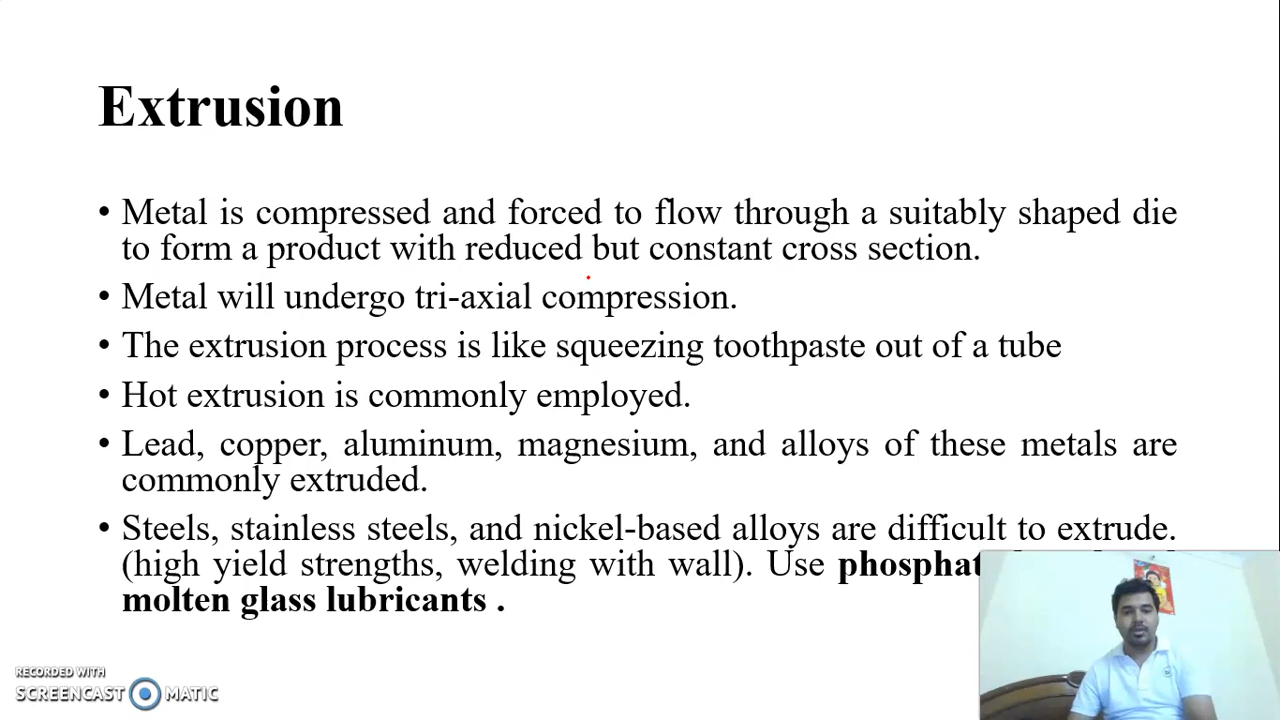 Extrusion
• Metal is compressed and forced to flow through a suitably shaped die
to form a product with reduced but constant cross section.
• Metal will undergo tri-axial compression.
• The extrusion process is like squeezing toothpaste out of a tube
• Hot extrusion is commonly employed.
• Lead, copper, aluminum, magnesium, and alloys of these metals are
commonly extruded.
• Steels, stainless steels, and nickel-based alloys are difficult to extrude.
(high yield strengths, welding with wall). Use
molten glass lubricants .
RECORDED WITH
SCREENCAST MATIC